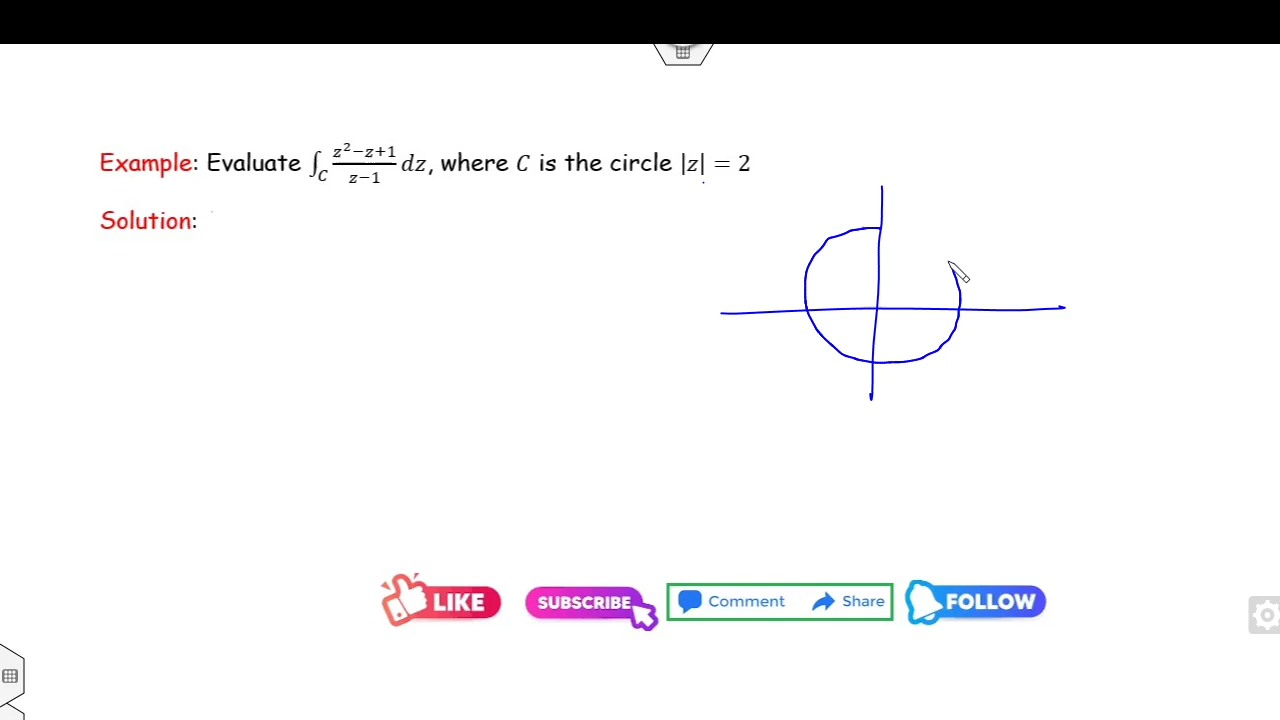 Example: Evaluate ∫_C (z²−z+1)/(z−1) dz, where C is the circle |z| = 2
Solution:
LIKE SUBSCRIBE Comment Share FOLLOW